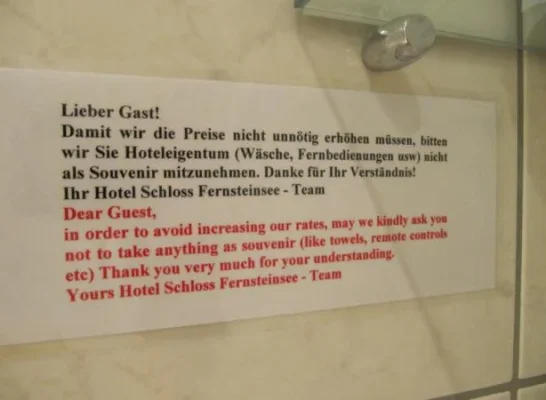 Lieber Gast!
Damit wir die Preise nicht unnötig erhöhen müssen, bitten
wir Sie Hoteleigentum (Wäsche, Fernbedienungen usw) nicht
als Souvenir mitzunehmen. Danke für Ihr Verständnis!
Ihr Hotel Schloss Fernsteinsee - Team
Dear Guest,
in order to avoid increasing our rates, may we kindly ask you
not to take anything as souvenir (like towels, remote controls
etc) Thank you very much for your understanding.
Yours Hotel Schloss Fernsteinsee - Team